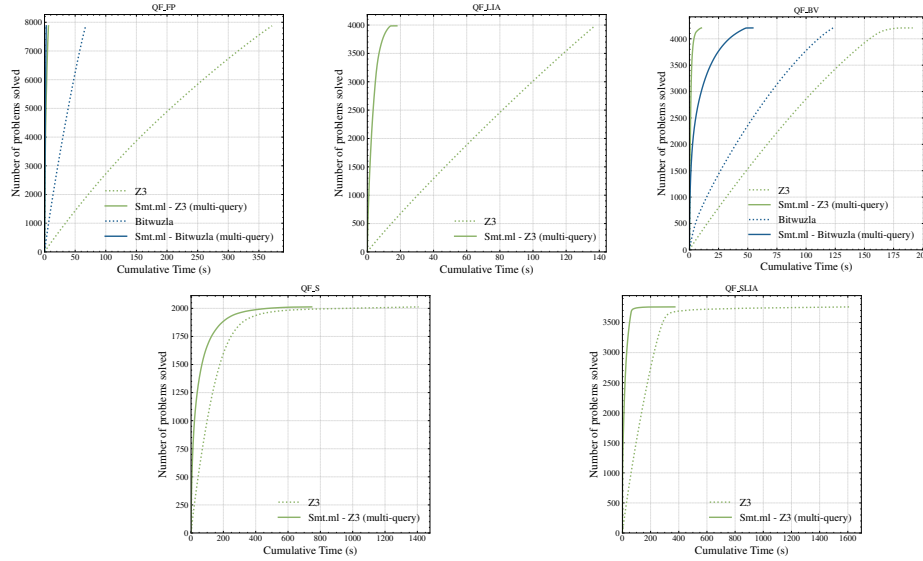 QF_FP
Number of problems solved
8000
7000
6000
5000
4000
3000
2000
1000
0
Z3
Smt.ml - Z3 (multi-query)
Bitwuzla
Smt.ml - Bitwuzla (multi-query)
0 50 100 150 200 250 300 350
Cumulative Time (s)
QF_LIA
Number of problems solved
4000
3500
3000
2500
2000
1500
1000
500
0
Z3
Smt.ml - Z3 (multi-query)
0 20 40 60 80 100 120 140
Cumulative Time (s)
QF_BV
Number of problems solved
4500
4000
3500
3000
2500
2000
1500
1000
500
0
Z3
Smt.ml - Z3 (multi-query)
Bitwuzla
Smt.ml - Bitwuzla (multi-query)
0 25 50 75 100 125 150 175 200
Cumulative Time (s)
QF_S
Number of problems solved
2000
1750
1500
1250
1000
750
500
250
0
Z3
Smt.ml - Z3 (multi-query)
0 200 400 600 800 1000 1200 1400
Cumulative Time (s)
QF_SLIA
Number of problems solved
3500
3000
2500
2000
1500
1000
500
0
Z3
Smt.ml - Z3 (multi-query)
0 200 400 600 800 1000 1200 1400 1600
Cumulative Time (s)